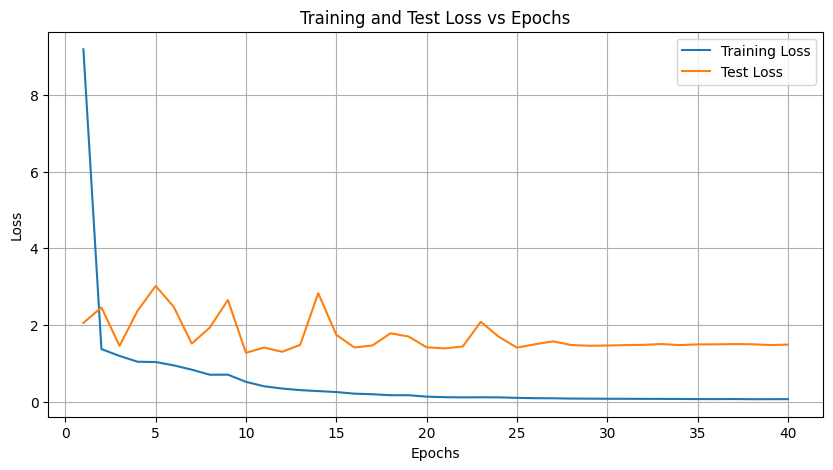 Training and Test Loss vs Epochs
Training Loss
Test Loss
8
6
4
2
0
Loss
0 5 10 15 20 25 30 35 40
Epochs